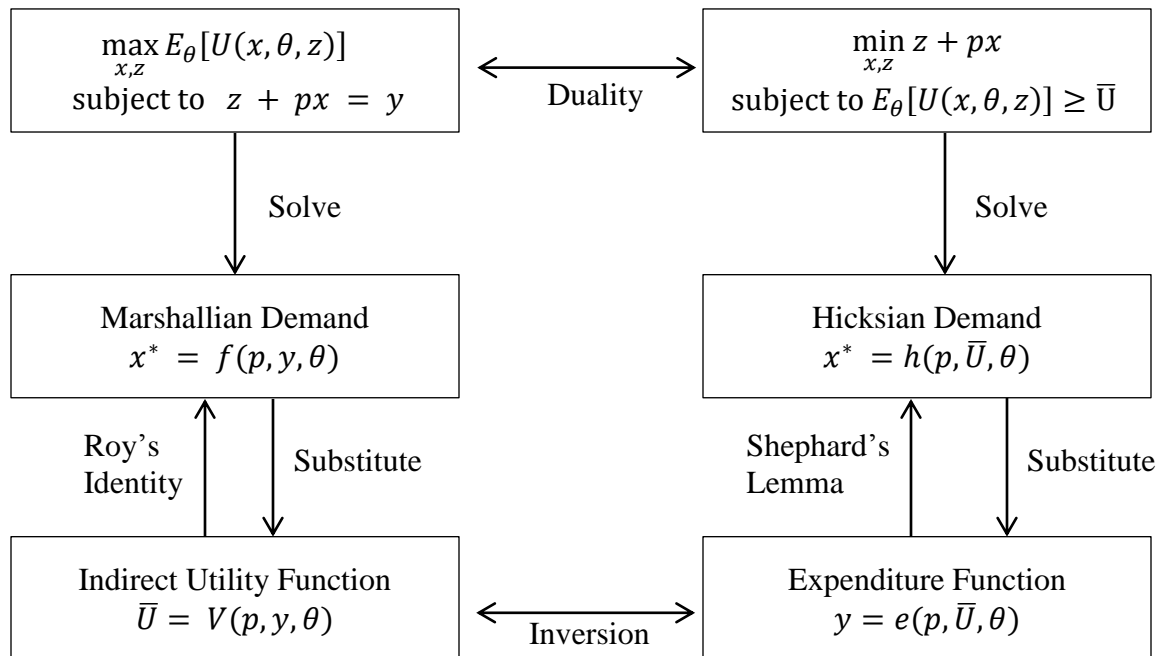 max E_θ[U(x, θ, z)]
x,z
subject to z + px = y
Duality
min z + px
x,z
subject to E_θ[U(x, θ, z)] ≥ U̅
Solve
Solve
Marshallian Demand
x* = f(p, y, θ)
Hicksian Demand
x* = h(p, U̅, θ)
Roy’s
Identity
Substitute
Shephard’s
Lemma
Substitute
Indirect Utility Function
U̅ = V(p, y, θ)
Inversion
Expenditure Function
y = e(p, U̅, θ)